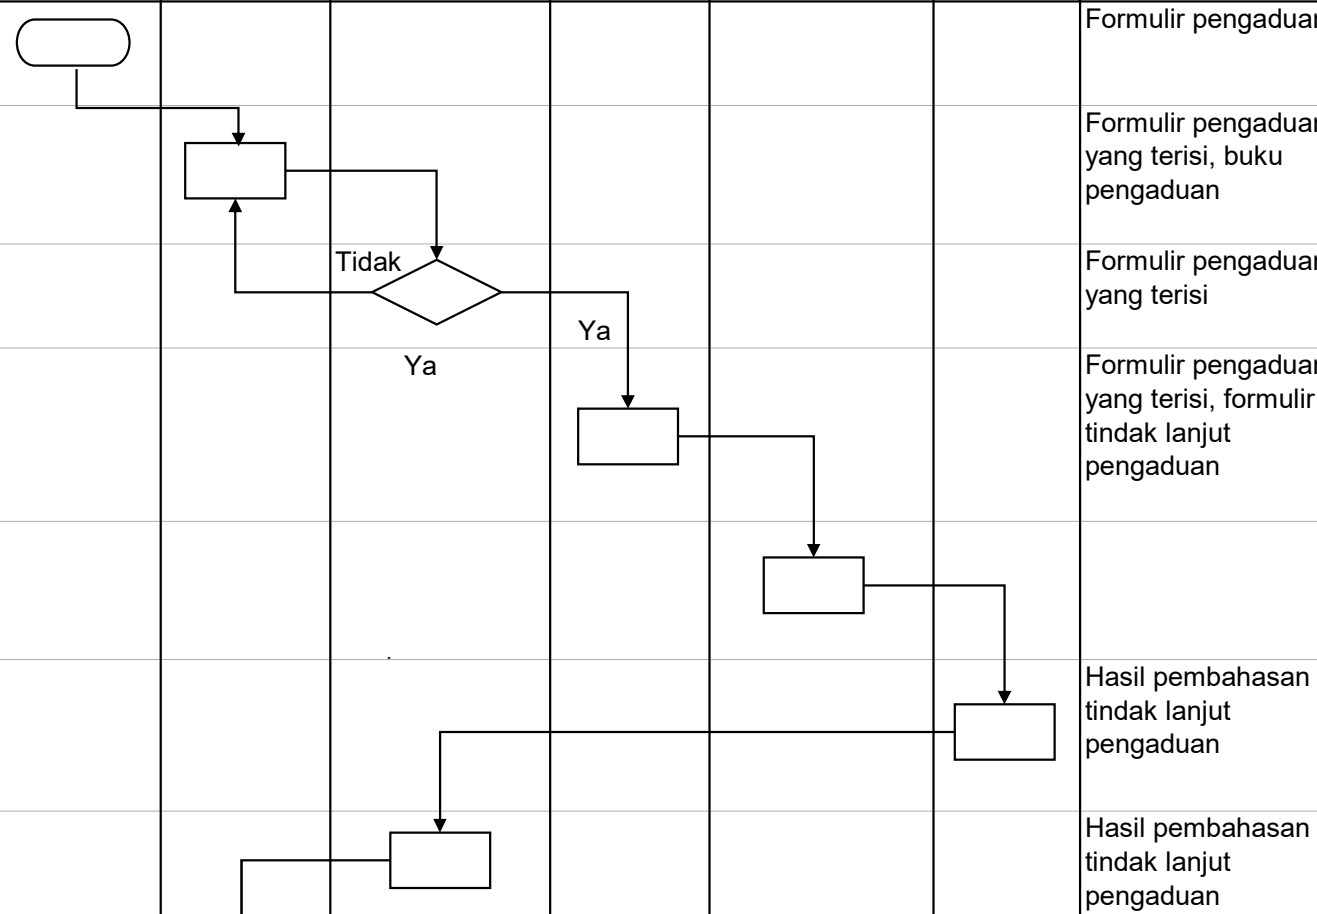 Formulir pengaduan
Formulir pengaduan
yang terisi, buku
pengaduan
Tidak
Formulir pengaduan
yang terisi
Ya
Ya
Formulir pengaduan
yang terisi, formulir
tindak lanjut
pengaduan
.
Hasil pembahasan
tindak lanjut
pengaduan
Hasil pembahasan
tindak lanjut
pengaduan